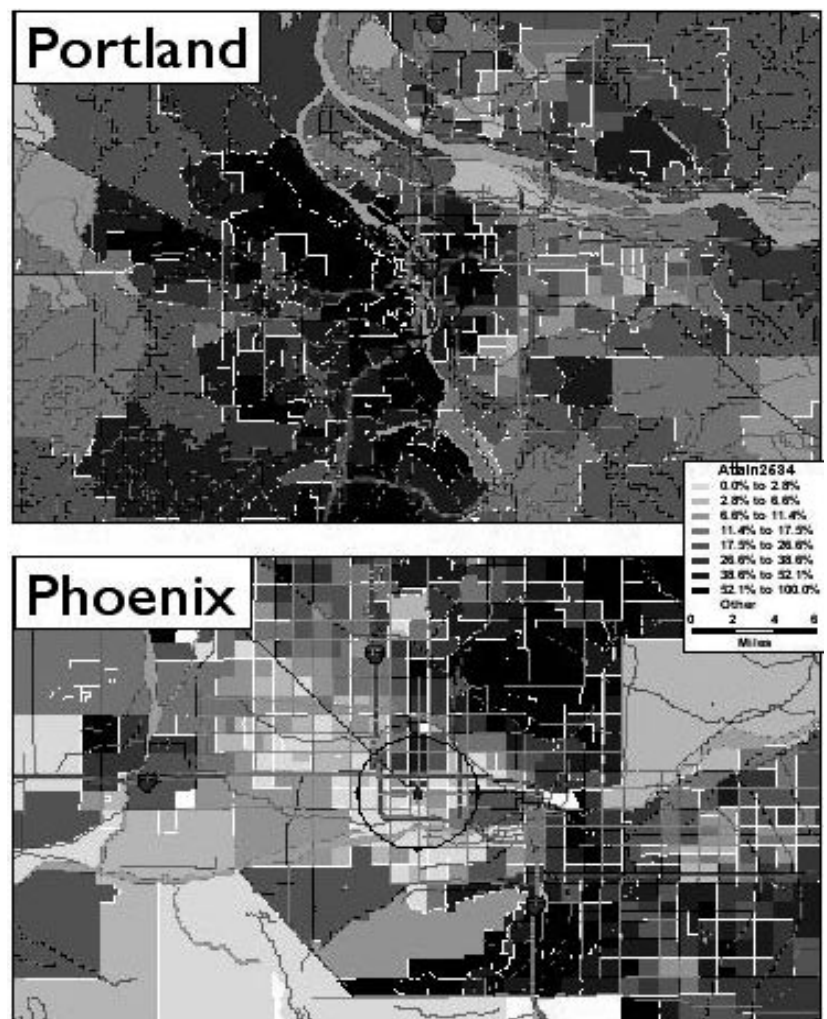 Portland
Attain2534
0.0% to 2.8%
2.8% to 6.6%
6.6% to 11.4%
11.4% to 17.5%
17.5% to 26.6%
26.6% to 38.6%
38.6% to 52.1%
52.1% to 100.0%
Other
0 2 4 6
Miles
Phoenix